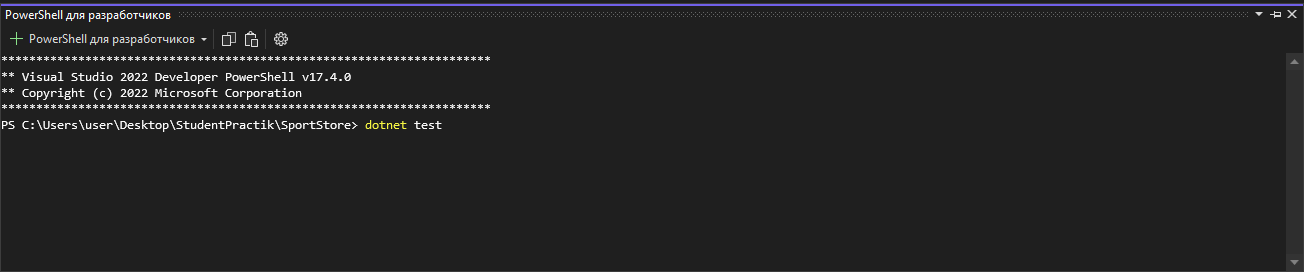 PowerShell для разработчиков
PowerShell для разработчиков
**********************************************************************
** Visual Studio 2022 Developer PowerShell v17.4.0
** Copyright (c) 2022 Microsoft Corporation
**********************************************************************
PS C:\Users\user\Desktop\StudentPractik\SportStore> dotnet test